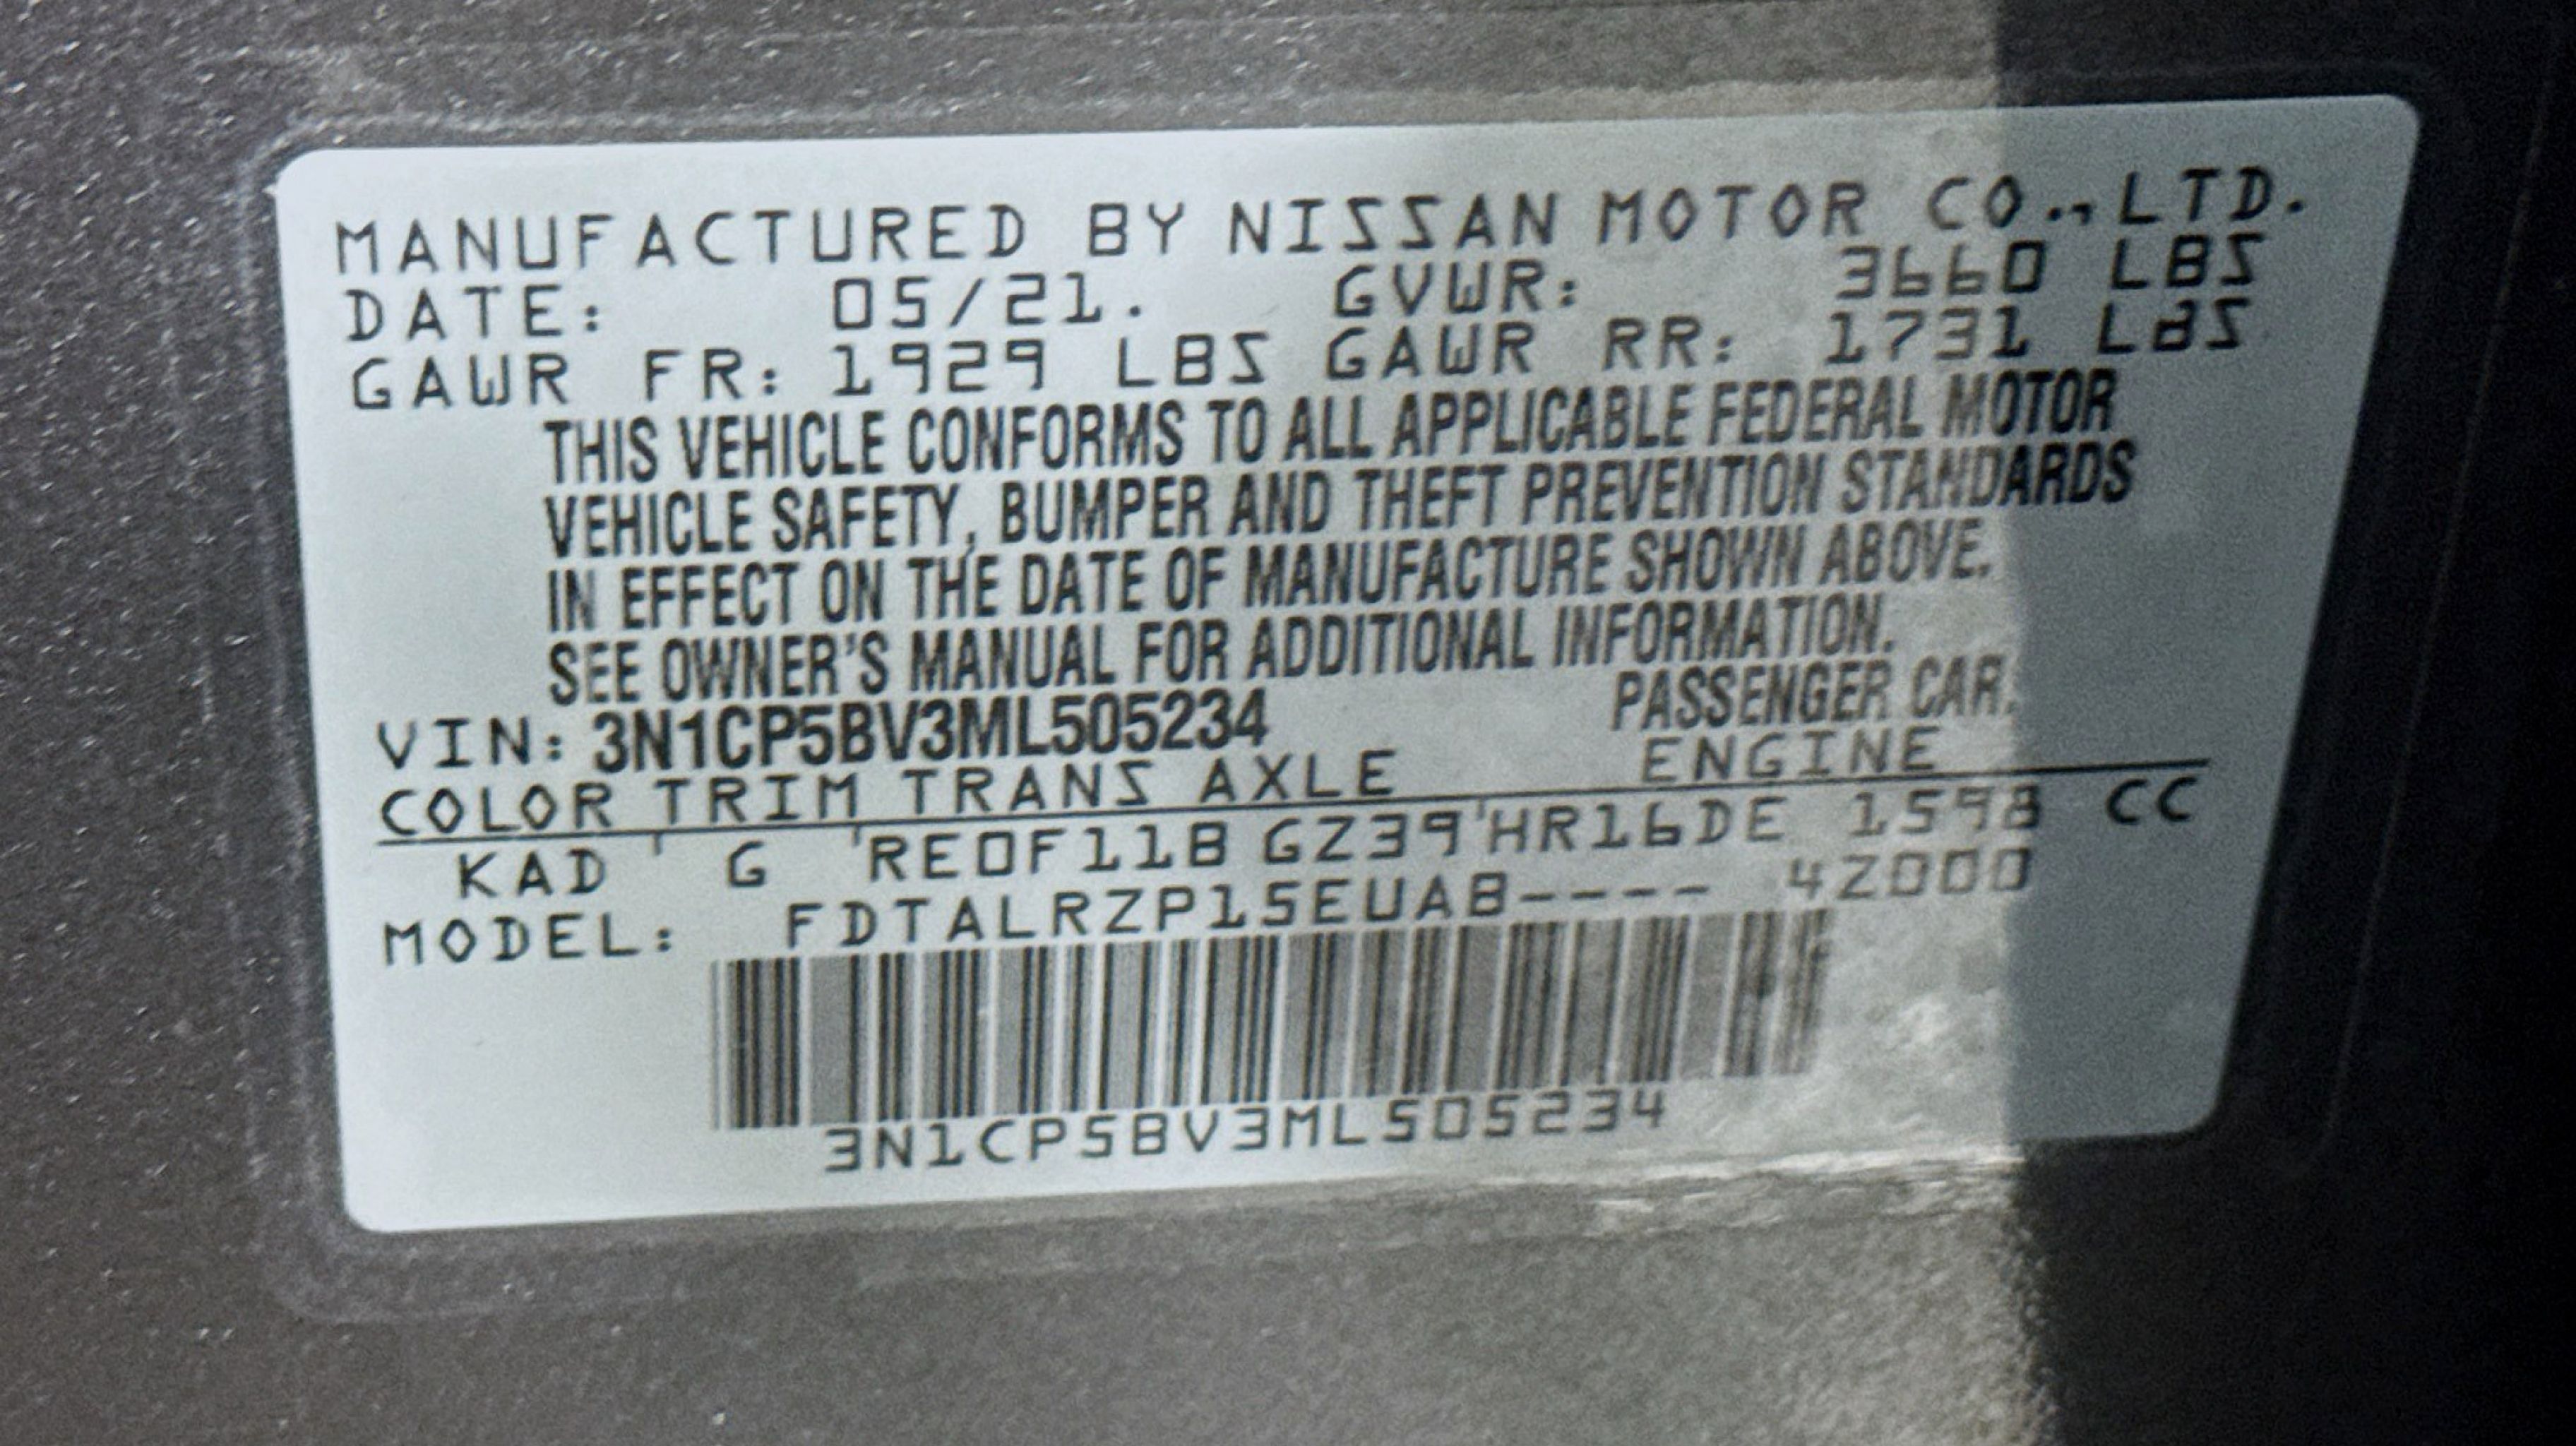 MANUFACTURED BY NISSAN MOTOR CO., LTD.
DATE: 05/21. GVWR: 3660 LBS
GAWR FR: 1929 LBS GAWR RR: 1731 LBS
THIS VEHICLE CONFORMS TO ALL APPLICABLE FEDERAL MOTOR
VEHICLE SAFETY, BUMPER AND THEFT PREVENTION STANDARDS
IN EFFECT ON THE DATE OF MANUFACTURE SHOWN ABOVE.
SEE OWNER'S MANUAL FOR ADDITIONAL INFORMATION.
VIN: 3N1CP5BV3ML505234 PASSENGER CAR.
COLOR TRIM TRANS AXLE ENGINE
KAD G RE0F11B GZ39 HR16DE 1598 CC
MODEL: FDTALRZP15EUAB---- 4Z000
3N1CP5BV3ML505234